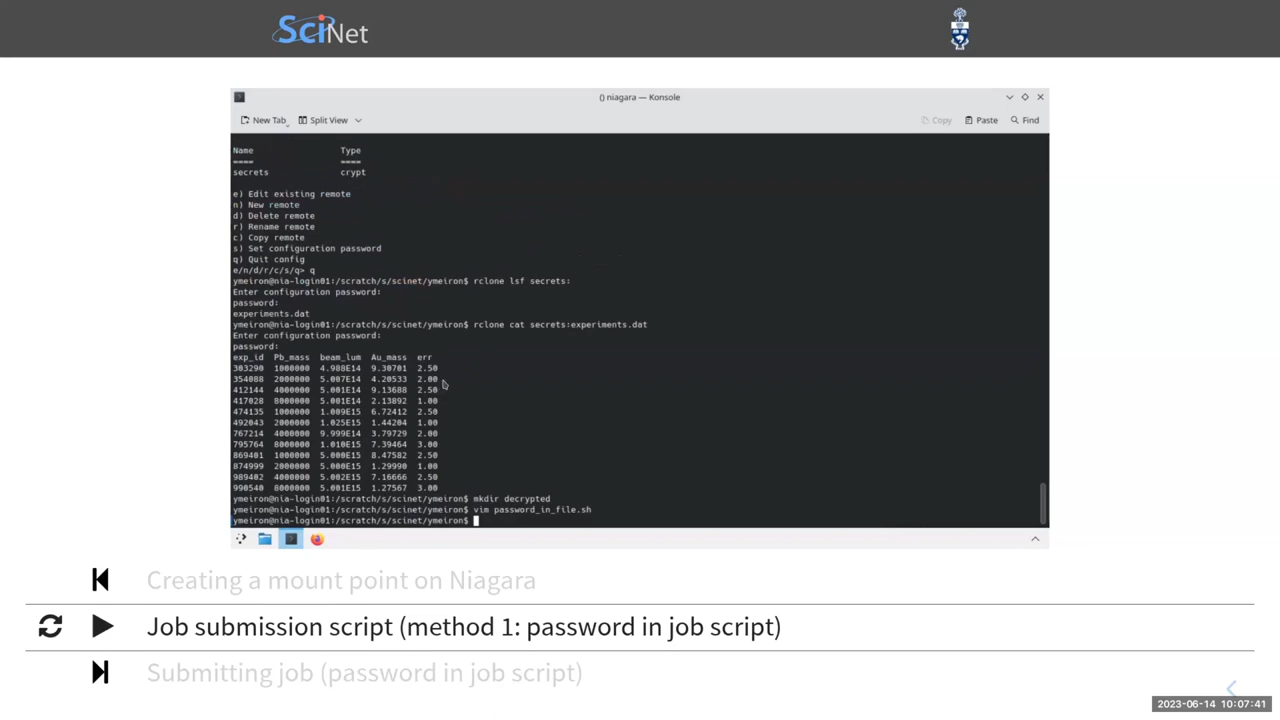 SciNet
() niagara — Konsole
New Tab Split View Copy Paste Find
Name Type
==== ====
secrets crypt
e) Edit existing remote
n) New remote
d) Delete remote
r) Rename remote
c) Copy remote
s) Set configuration password
q) Quit config
e/n/d/r/c/s/q> q
ymeiron@nia-login01:/scratch/s/scinet/ymeiron$ rclone lsf secrets:
Enter configuration password:
password:
experiments.dat
ymeiron@nia-login01:/scratch/s/scinet/ymeiron$ rclone cat secrets:experiments.dat
Enter configuration password:
password:
exp_id Pb_mass beam_lum Au_mass err
303290 1000000 4.988E14 9.30701 2.50
354088 2000000 5.007E14 4.20533 2.00
412144 4000000 5.001E14 9.13688 2.50
417028 8000000 5.001E14 2.13892 1.00
474135 1000000 1.009E15 6.72412 2.50
492043 2000000 1.025E15 1.44204 1.00
767214 4000000 9.999E14 3.79729 2.00
795764 8000000 1.010E15 7.39464 3.00
869401 1000000 5.000E15 8.47582 2.50
874999 2000000 5.000E15 1.29990 1.00
989402 4000000 5.002E15 7.16666 2.50
990540 8000000 5.001E15 1.27567 3.00
ymeiron@nia-login01:/scratch/s/scinet/ymeiron$ mkdir decrypted
ymeiron@nia-login01:/scratch/s/scinet/ymeiron$ vim password_in_file.sh
ymeiron@nia-login01:/scratch/s/scinet/ymeiron$
Creating a mount point on Niagara
Job submission script (method 1: password in job script)
Submitting job (password in job script)
2023-06-14 10:07:41